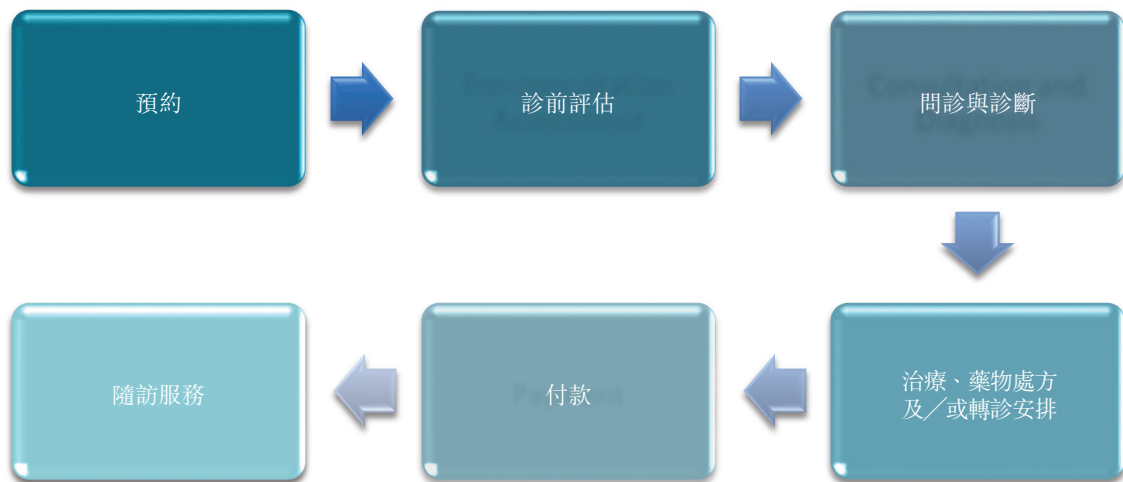 預約
診前評估
問診與診斷
治療、藥物處方
及╱或轉診安排
付款
隨訪服務